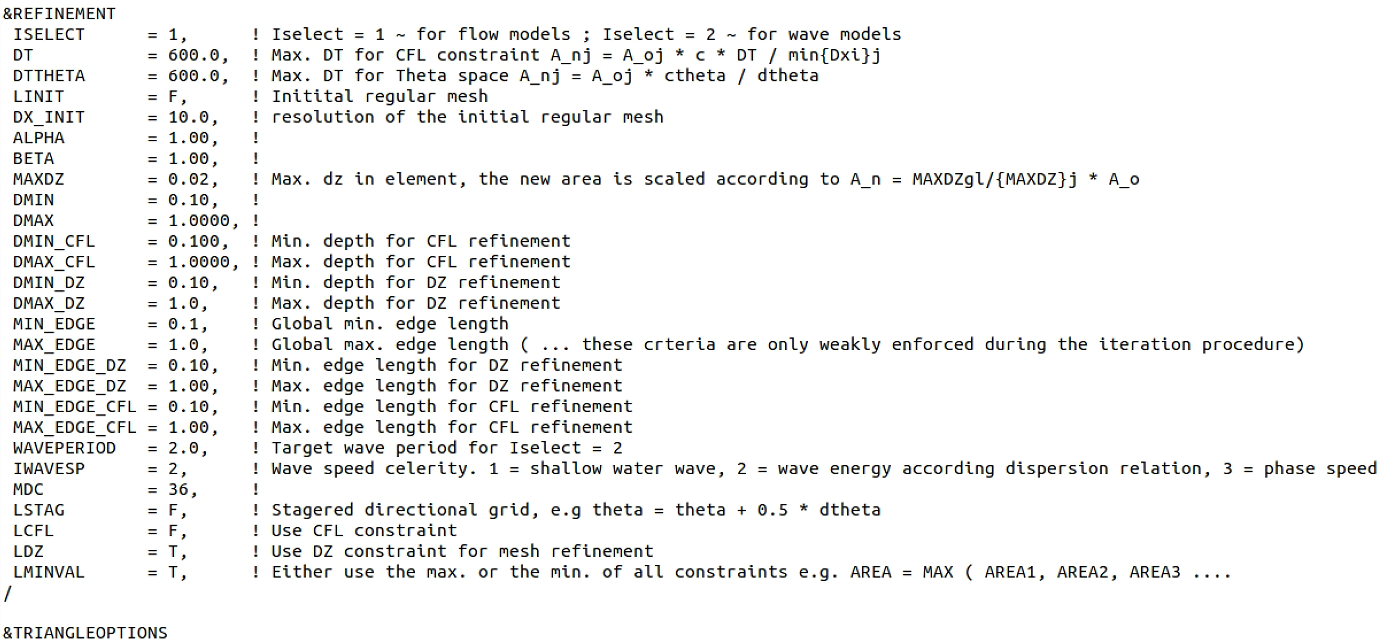 &REFINEMENT
ISELECT = 1, ! Iselect = 1 ~ for flow models ; Iselect = 2 ~ for wave models
DT = 600.0, ! Max. DT for CFL constraint A_nj = A_oj * c * DT / min{Dxi}j
DTTHETA = 600.0, ! Max. DT for Theta space A_nj = A_oj * ctheta / dtheta
LINIT = F, ! Initital regular mesh
DX_INIT = 10.0, ! resolution of the initial regular mesh
ALPHA = 1.00, !
BETA = 1.00, !
MAXDZ = 0.02, ! Max. dz in element, the new area is scaled according to A_n = MAXDZgl/{MAXDZ}j * A_o
DMIN = 0.10, !
DMAX = 1.0000, !
DMIN_CFL = 0.100, ! Min. depth for CFL refinement
DMAX_CFL = 1.0000, ! Max. depth for CFL refinement
DMIN_DZ = 0.10, ! Min. depth for DZ refinement
DMAX_DZ = 1.0, ! Max. depth for DZ refinement
MIN_EDGE = 0.1, ! Global min. edge length
MAX_EDGE = 1.0, ! Global max. edge length ( ... these crteria are only weakly enforced during the iteration procedure)
MIN_EDGE_DZ = 0.10, ! Min. edge length for DZ refinement
MAX_EDGE_DZ = 1.00, ! Max. edge length for DZ refinement
MIN_EDGE_CFL = 0.10, ! Min. edge length for CFL refinement
MAX_EDGE_CFL = 1.00, ! Max. edge length for CFL refinement
WAVEPERIOD = 2.0, ! Target wave period for Iselect = 2
IWAVESP = 2, ! Wave speed celerity. 1 = shallow water wave, 2 = wave energy according dispersion relation, 3 = phase speed
MDC = 36, !
LSTAG = F, ! Stagered directional grid, e.g theta = theta + 0.5 * dtheta
LCFL = F, ! Use CFL constraint
LDZ = T, ! Use DZ constraint for mesh refinement
LMINVAL = T, ! Either use the max. or the min. of all constraints e.g. AREA = MAX ( AREA1, AREA2, AREA3 ....
/
&TRIANGLEOPTIONS